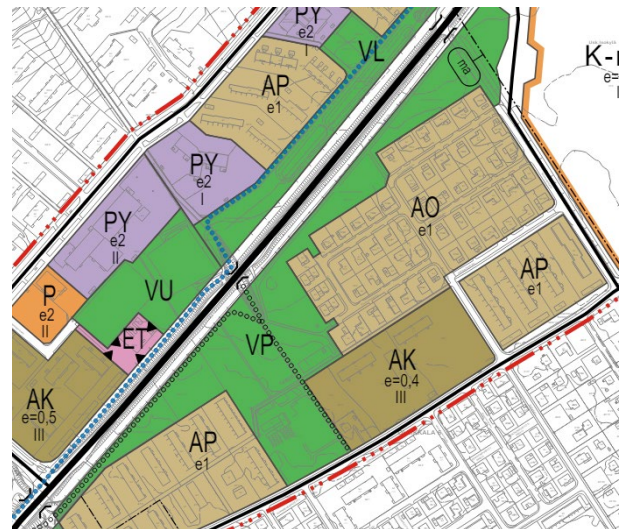 PY
e2
I
VL
K-
e=
I
AP
e1
ma
PY
e2
I
AO
e1
PY
e2
II
AP
e1
VU
P
e2
II
ET
VP
AK
e=0,4
III
AK
e=0,5
III
AP
e1